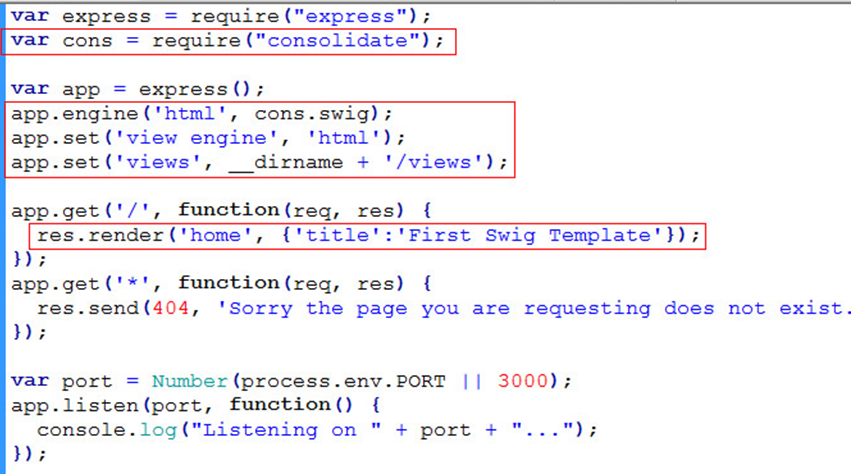 var express = require("express");
var cons = require("consolidate");
var app = express();
app.engine('html', cons.swig);
app.set('view engine', 'html');
app.set('views', __dirname + '/views');
app.get('/', function(req, res) {
res.render('home', {'title':'First Swig Template'});
});
app.get('*', function(req, res) {
res.send(404, 'Sorry the page you are requesting does not exist.
});
var port = Number(process.env.PORT || 3000);
app.listen(port, function() {
console.log("Listening on " + port + "...");
});